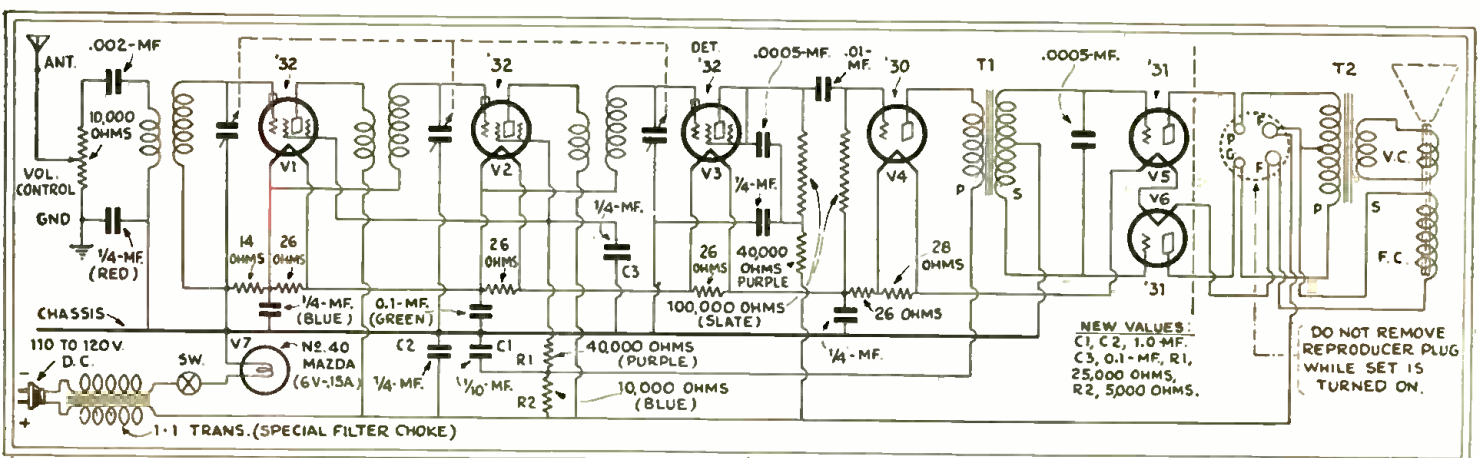 .002-MF
ANT.
10,000
OHMS
VOL.
CONTROL
GND
1/4-MF.
(RED)
'32
V1
14
OHMS
26
OHMS
1/4-MF.
(BLUE)
'32
V2
26
OHMS
0.1-MF.
(GREEN)
1/4-MF.
C3
DET.
'32
V3
26
OHMS
.0005-MF.
.01-
MF.
1/4-MF.
40,000
OHMS
PURPLE
100,000 OHMS
(SLATE)
'30
V4
28
OHMS
26 OHMS
1/4-MF.
T1
P
S
.0005-MF.
'31
V5
V6
'31
P
F
G
F
T2
P
S
V.C.
F.C.
CHASSIS
110 TO 120V.
D.C.
-
+
SW.
V7
Nº. 40
MAZDA
(6V-.15A)
1-1 TRANS. (SPECIAL FILTER CHOKE)
C2
1/4-MF.
C1
1/10-MF.
R1
R2
40,000 OHMS
(PURPLE)
10,000 OHMS
(BLUE)
NEW VALUES:
C1, C2, 1.0-MF.
C3, 0.1-MF, R1,
25,000 OHMS,
R2, 5,000 OHMS.
DO NOT REMOVE
REPRODUCER PLUG
WHILE SET IS
TURNED ON.